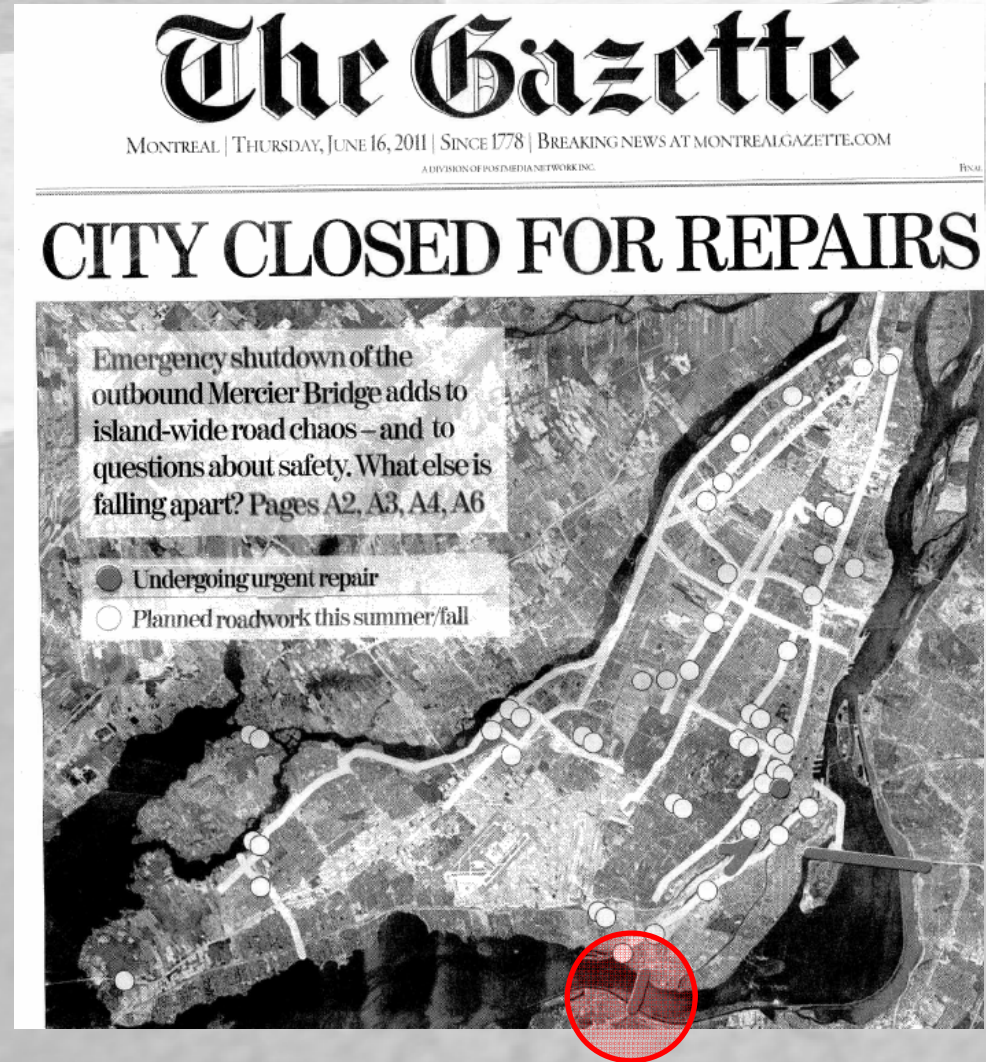 The Gazette
MONTREAL | THURSDAY, JUNE 16, 2011 | SINCE 1778 | BREAKING NEWS AT MONTREALGAZETTE.COM
A DIVISION OF POSTMEDIA NETWORK INC.
FINAL
CITY CLOSED FOR REPAIRS
Emergency shutdown of the
outbound Mercier Bridge adds to
island-wide road chaos – and to
questions about safety. What else is
falling apart? Pages A2, A3, A4, A6
Undergoing urgent repair
Planned roadwork this summer/fall